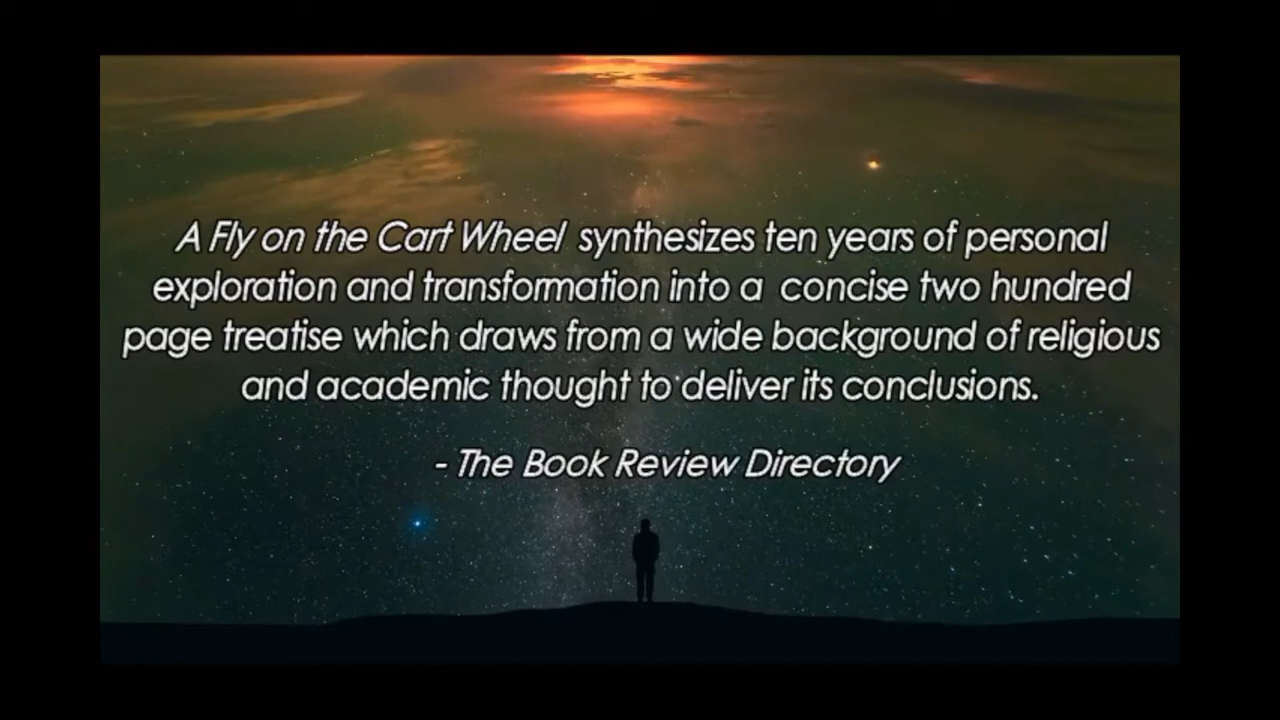 A Fly on the Cart Wheel synthesizes ten years of personal
exploration and transformation into a concise two hundred
page treatise which draws from a wide background of religious
and academic thought to deliver its conclusions.
- The Book Review Directory